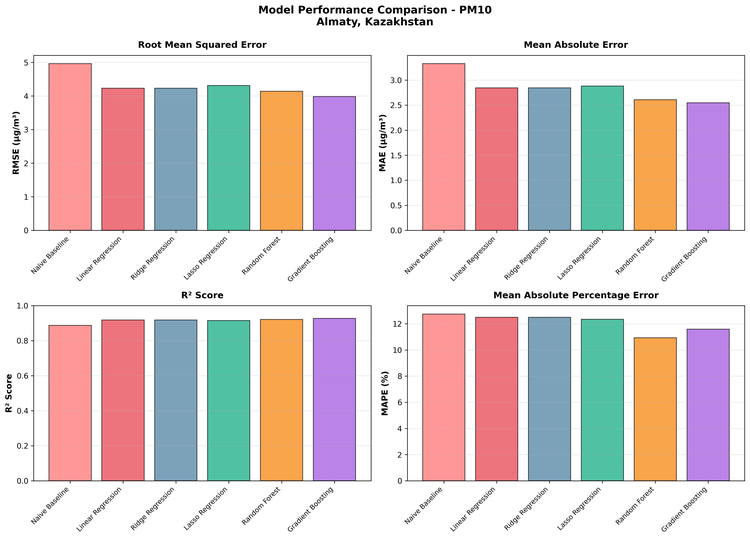 Model Performance Comparison - PM10
Almaty, Kazakhstan
Root Mean Squared Error
RMSE (µg/m³)
5
4
3
2
1
0
Naive Baseline
Linear Regression
Ridge Regression
Lasso Regression
Random Forest
Gradient Boosting
Mean Absolute Error
MAE (µg/m³)
3.0
2.5
2.0
1.5
1.0
0.5
0.0
Naive Baseline
Linear Regression
Ridge Regression
Lasso Regression
Random Forest
Gradient Boosting
R² Score
R² Score
1.0
0.8
0.6
0.4
0.2
0.0
Naive Baseline
Linear Regression
Ridge Regression
Lasso Regression
Random Forest
Gradient Boosting
Mean Absolute Percentage Error
MAPE (%)
12
10
8
6
4
2
0
Naive Baseline
Linear Regression
Ridge Regression
Lasso Regression
Random Forest
Gradient Boosting